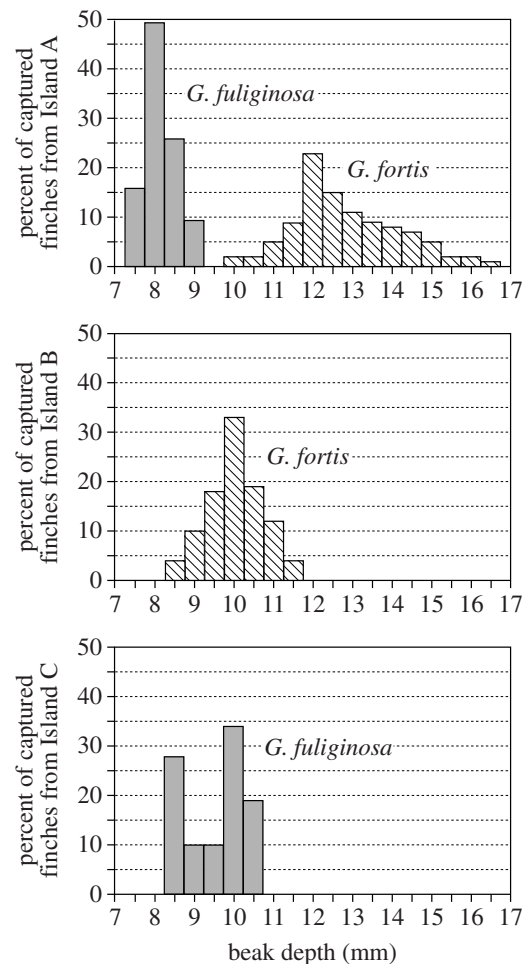 percent of captured
finches from Island A
50
40
30
20
10
0
G. fuliginosa
G. fortis
7 8 9 10 11 12 13 14 15 16 17
percent of captured
finches from Island B
50
40
30
20
10
0
G. fortis
7 8 9 10 11 12 13 14 15 16 17
percent of captured
finches from Island C
50
40
30
20
10
0
G. fuliginosa
7 8 9 10 11 12 13 14 15 16 17
beak depth (mm)